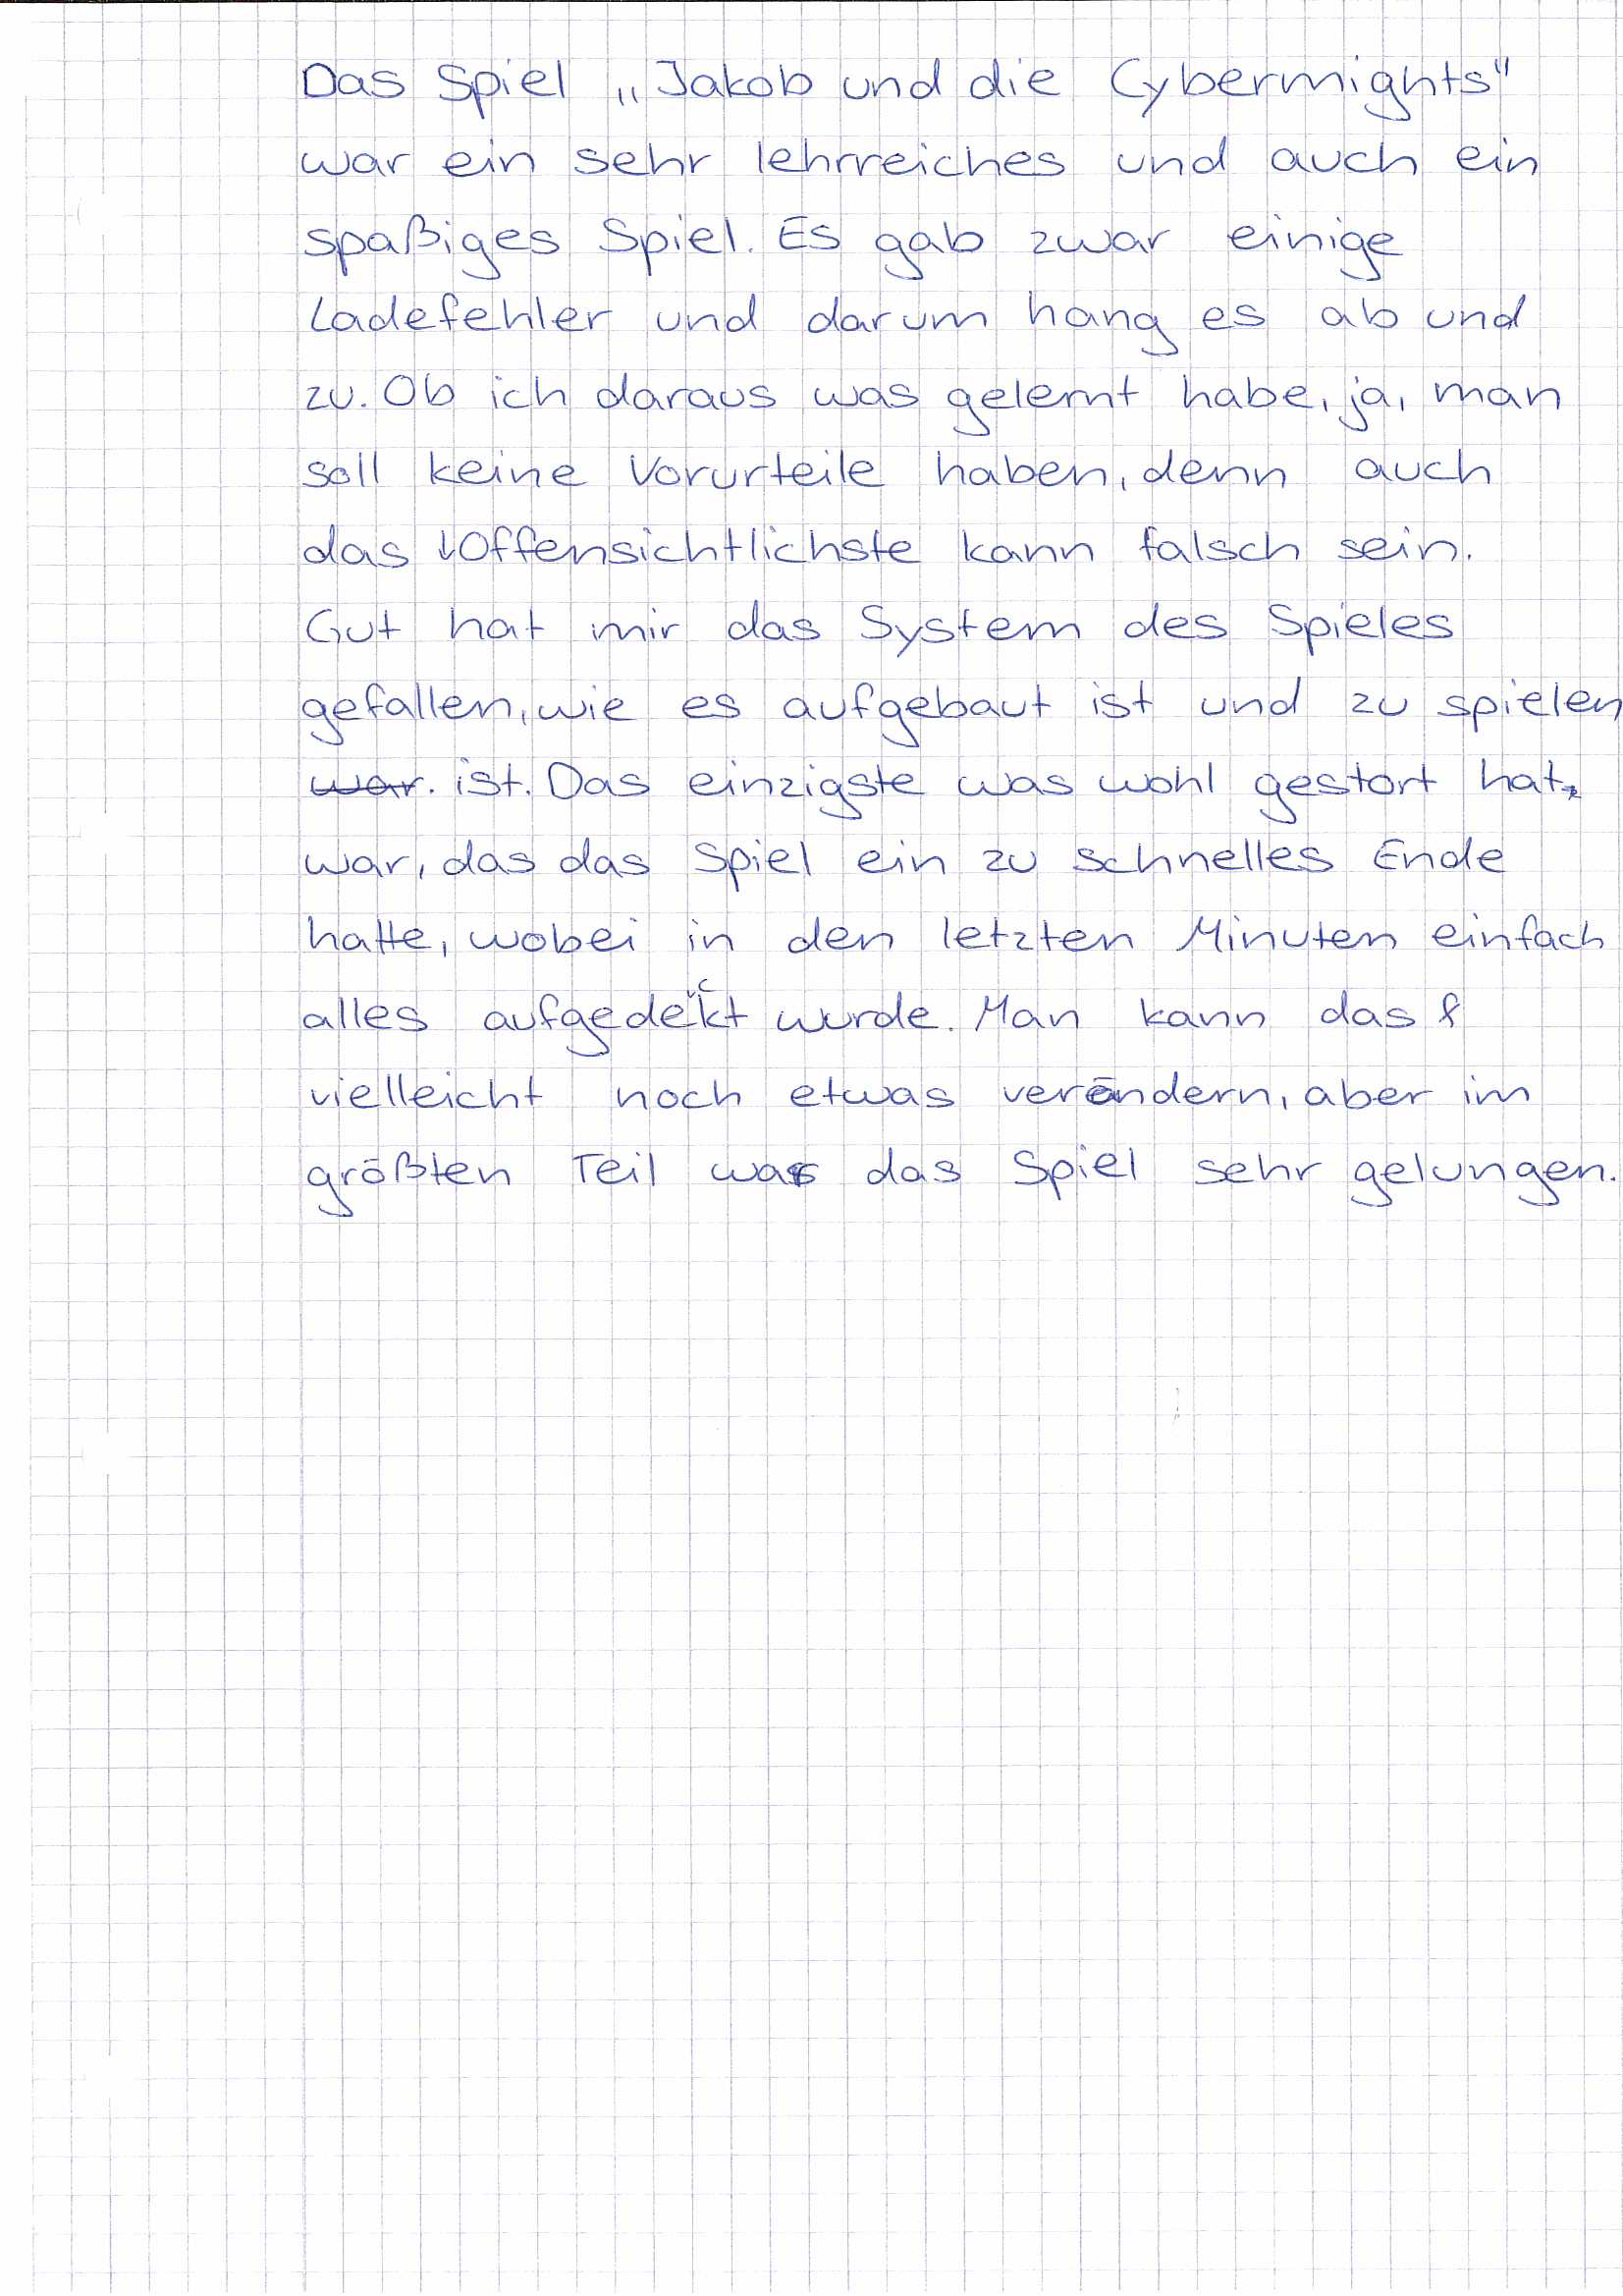 Das Spiel „Jakob und die Cybermights"
war ein sehr lehrreiches und auch ein
spaßiges Spiel. Es gab zwar einige
Ladefehler und darum hang es ab und
zu. Ob ich daraus was gelernt habe, ja, man
soll keine Vorurteile haben, denn auch
das Offensichtlichste kann falsch sein.
Gut hat mir das System des Spieles
gefallen, wie es aufgebaut ist und zu spielen
war. ist. Das einzigste was wohl gestört hat,
war, das das Spiel ein zu schnelles Ende
hatte, wobei in den letzten Minuten einfach
alles aufgedeckt wurde. Man kann das
vielleicht noch etwas verändern, aber im
größten Teil war das Spiel sehr gelungen.